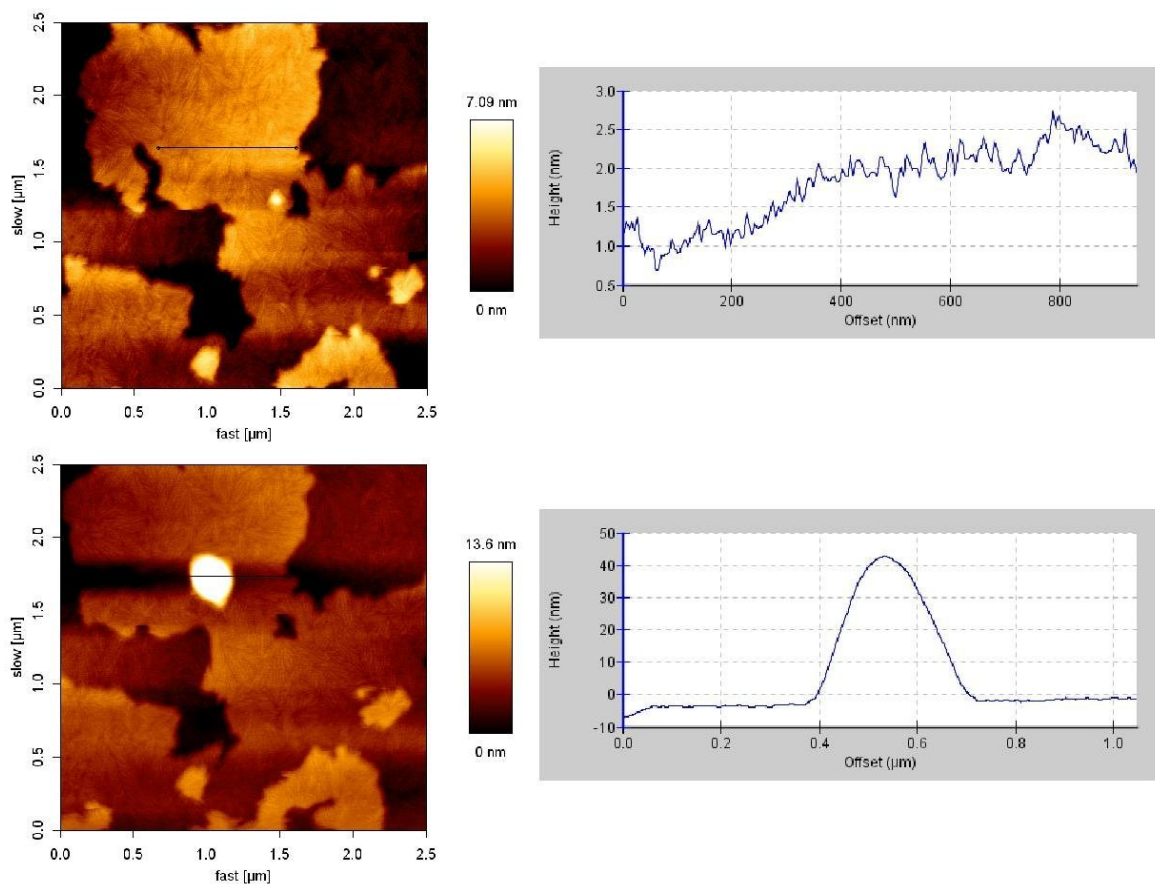 2.5
2.0
1.5
1.0
0.5
0.0
slow [µm]
0.0 0.5 1.0 1.5 2.0 2.5
fast [µm]
7.09 nm
0 nm
3.0
2.5
2.0
1.5
1.0
0.5
Height (nm)
0 200 400 600 800
Offset (nm)
2.5
2.0
1.5
1.0
0.5
0.0
slow [µm]
0.0 0.5 1.0 1.5 2.0 2.5
fast [µm]
13.6 nm
0 nm
50
40
30
20
10
0
-10
Height (nm)
0.0 0.2 0.4 0.6 0.8 1.0
Offset (µm)